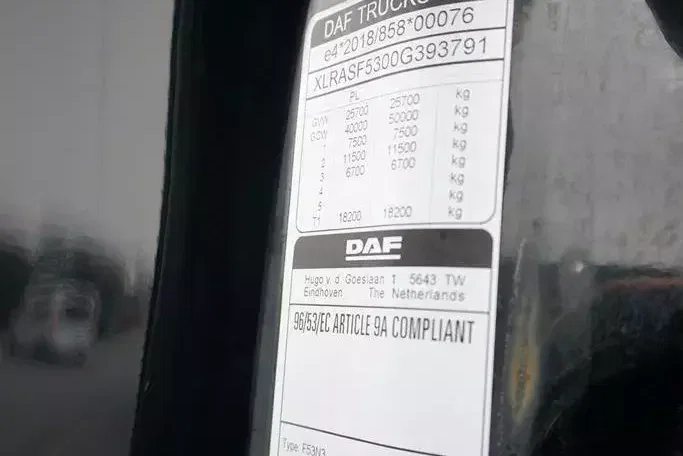 DAF TRUCKS
e4*2018/858*00076
XLRASF5300G393791
PL
GVW 25700 25700 kg
GCW 40000 50000 kg
1 7500 7500 kg
2 11500 11500 kg
3 6700 6700 kg
4 kg
5 kg
T1 18200 18200 kg
DAF
Hugo v. d. Goeslaan 1 5643 TW
Eindhoven The Netherlands
96/53/EC ARTICLE 9A COMPLIANT
Type: F53N3